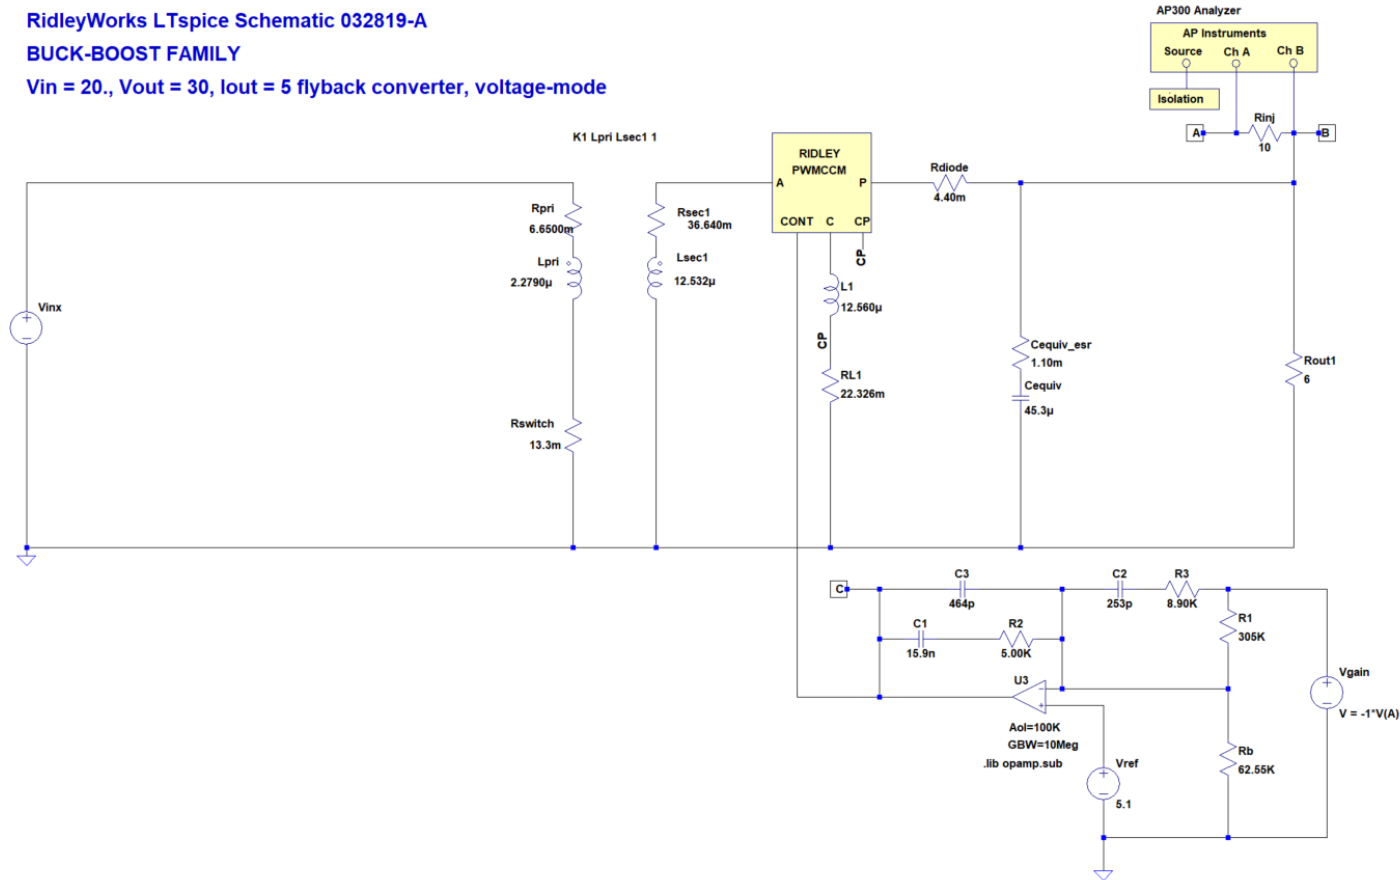 RidleyWorks LTspice Schematic 032819-A
BUCK-BOOST FAMILY
Vin = 20., Vout = 30, Iout = 5 flyback converter, voltage-mode
AP300 Analyzer
AP Instruments
Source Ch A Ch B
Isolation
A
Rinj
10
B
K1 Lpri Lsec1 1
RIDLEY
PWMCCM
A P
CONT C CP
CP
Rdiode
4.40m
Rpri
6.6500m
Rsec1
36.640m
Lpri
2.2790µ
Lsec1
12.532µ
L1
12.560µ
CP
Vinx
Cequiv_esr
1.10m
Cequiv
45.3µ
Rout1
6
RL1
22.326m
Rswitch
13.3m
C
C3
464p
C2
253p
R3
8.90K
C1
15.9n
R2
5.00K
R1
305K
U3
Aol=100K
GBW=10Meg
.lib opamp.sub
Vgain
V = -1*V(A)
Vref
5.1
Rb
62.55K